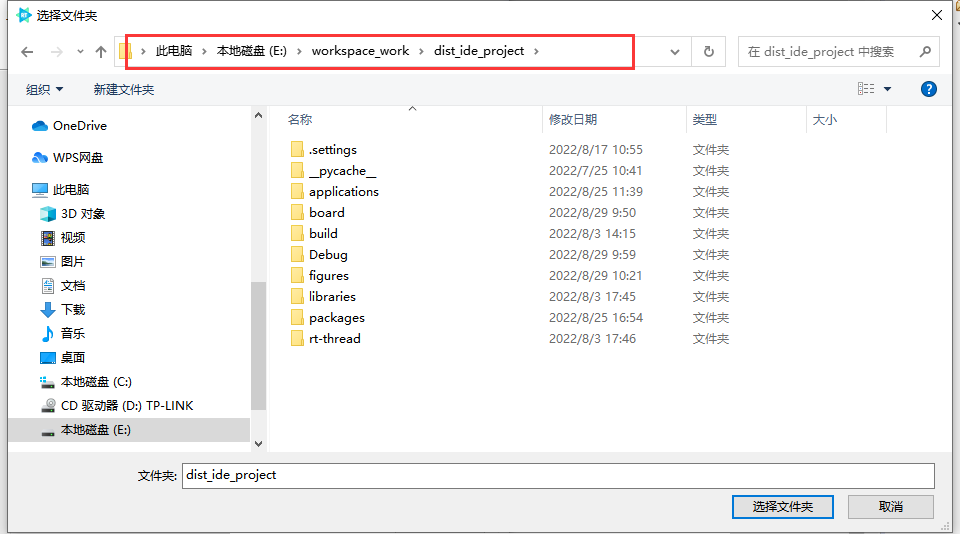 选择文件夹
此电脑 > 本地磁盘 (E:) > workspace_work > dist_ide_project >
在 dist_ide_project 中搜索
组织 新建文件夹
OneDrive
WPS网盘
此电脑
3D 对象
视频
图片
文档
下载
音乐
桌面
本地磁盘 (C:)
CD 驱动器 (D:) TP-LINK
本地磁盘 (E:)
名称 修改日期 类型 大小
.settings 2022/8/17 10:55 文件夹
__pycache__ 2022/7/25 10:41 文件夹
applications 2022/8/25 11:39 文件夹
board 2022/8/29 9:50 文件夹
build 2022/8/3 14:15 文件夹
Debug 2022/8/29 9:59 文件夹
figures 2022/8/29 10:21 文件夹
libraries 2022/8/3 17:45 文件夹
packages 2022/8/25 16:54 文件夹
rt-thread 2022/8/3 17:46 文件夹
文件夹: dist_ide_project
选择文件夹 取消